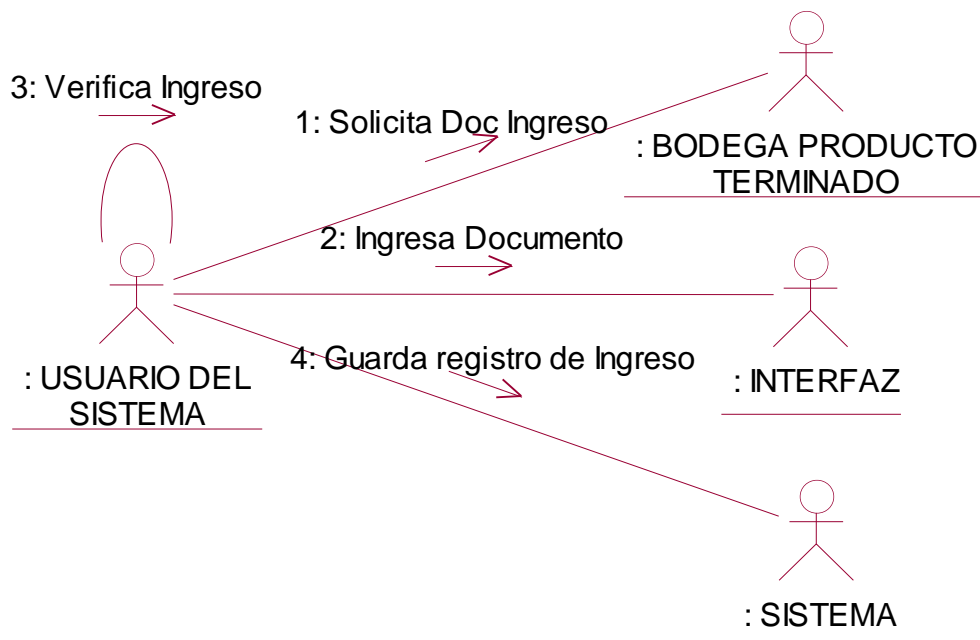 3: Verifica Ingreso
1: Solicita Doc Ingreso
: BODEGA PRODUCTO
TERMINADO
2: Ingresa Documento
: USUARIO DEL
SISTEMA
4: Guarda registro de Ingreso
: INTERFAZ
: SISTEMA